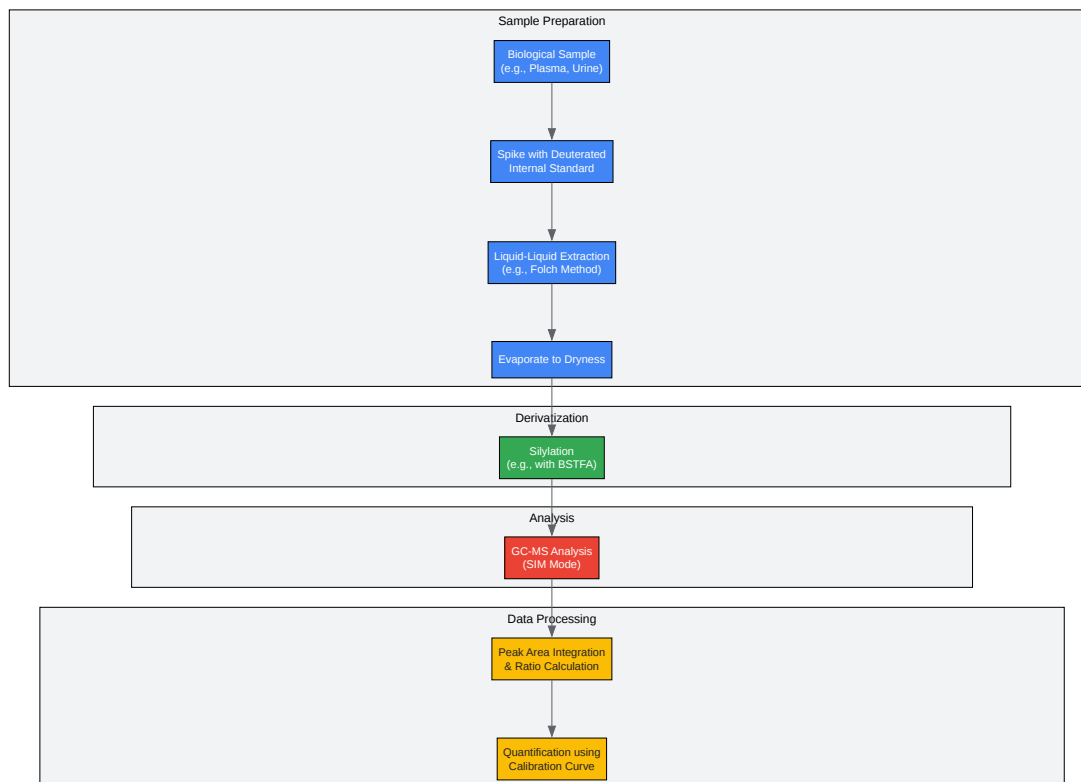 Sample Preparation
Biological Sample
(e.g., Plasma, Urine)
Spike with Deuterated
Internal Standard
Liquid-Liquid Extraction
(e.g., Folch Method)
Evaporate to Dryness
Derivatization
Silylation
(e.g., with BSTFA)
Analysis
GC-MS Analysis
(SIM Mode)
Data Processing
Peak Area Integration
& Ratio Calculation
Quantification using
Calibration Curve